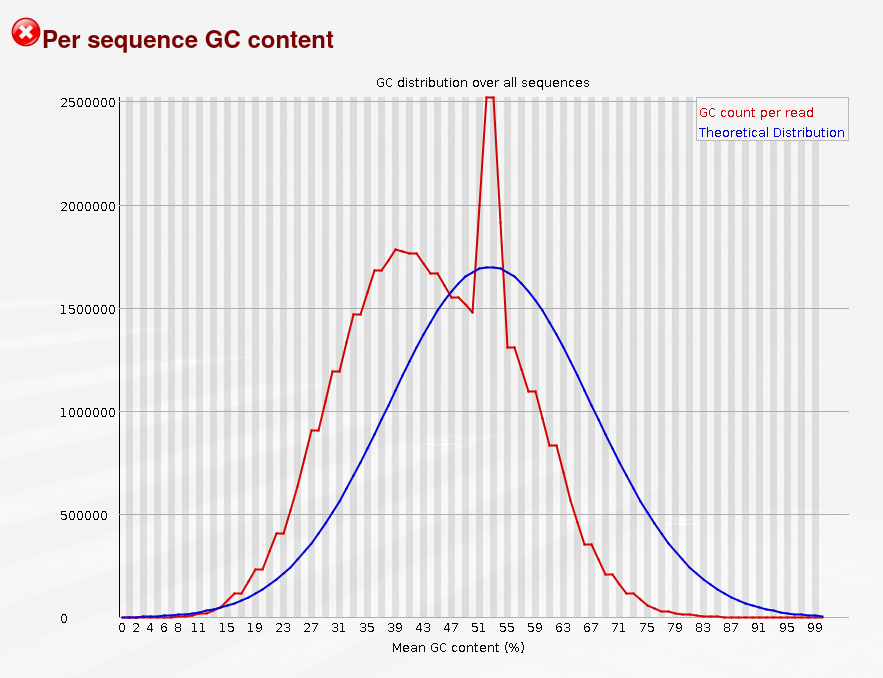 Per sequence GC content
GC distribution over all sequences
GC count per read
Theoretical Distribution
2500000
2000000
1500000
1000000
500000
0
0 2 4 6 8 11 15 19 23 27 31 35 39 43 47 51 55 59 63 67 71 75 79 83 87 91 95 99
Mean GC content (%)